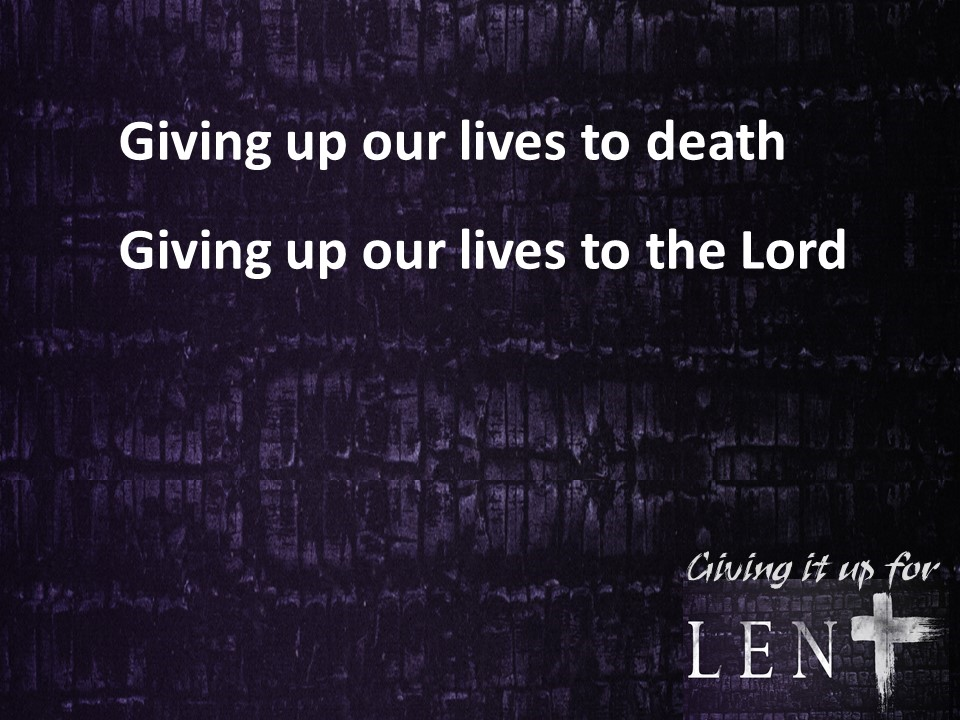 Giving up our lives to death
Giving up our lives to the Lord
Giving it up for
LENT